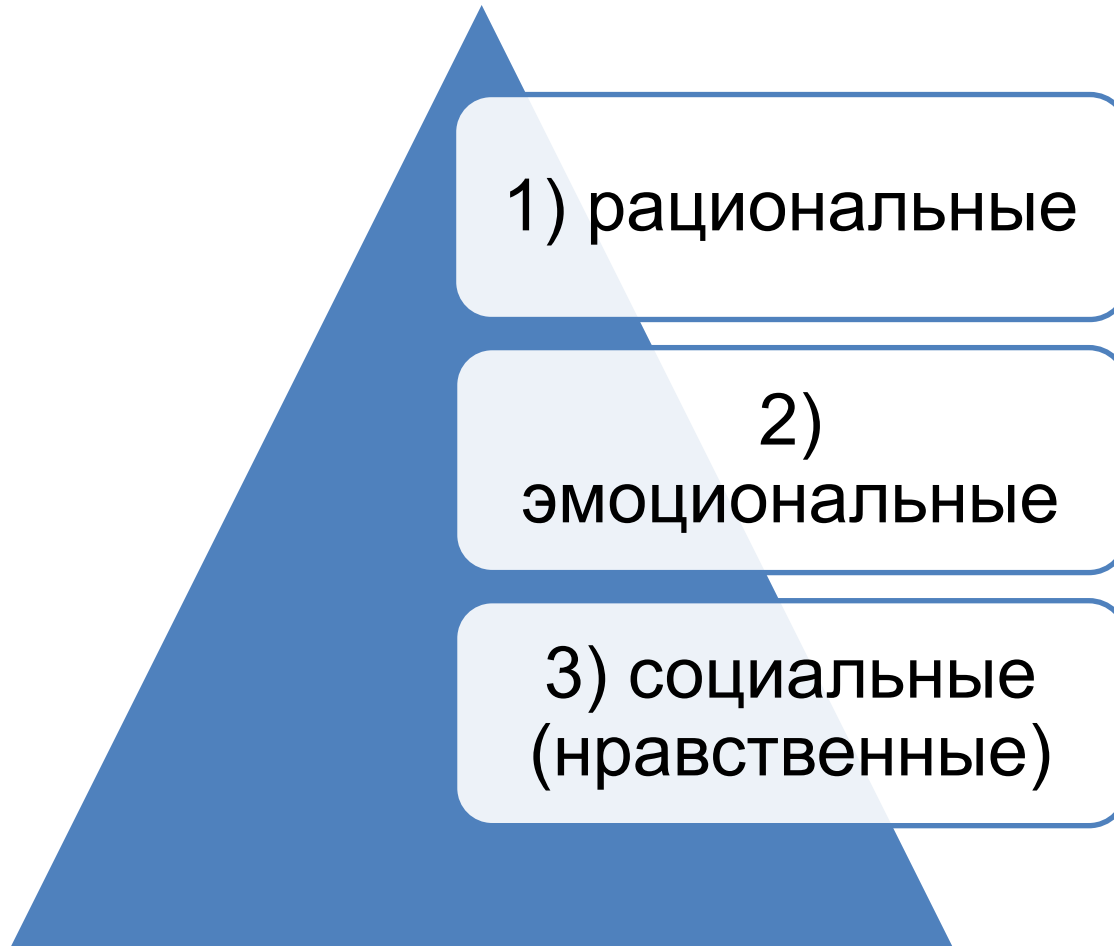 1) рациональные
2)
эмоциональные
3) социальные
(нравственные)